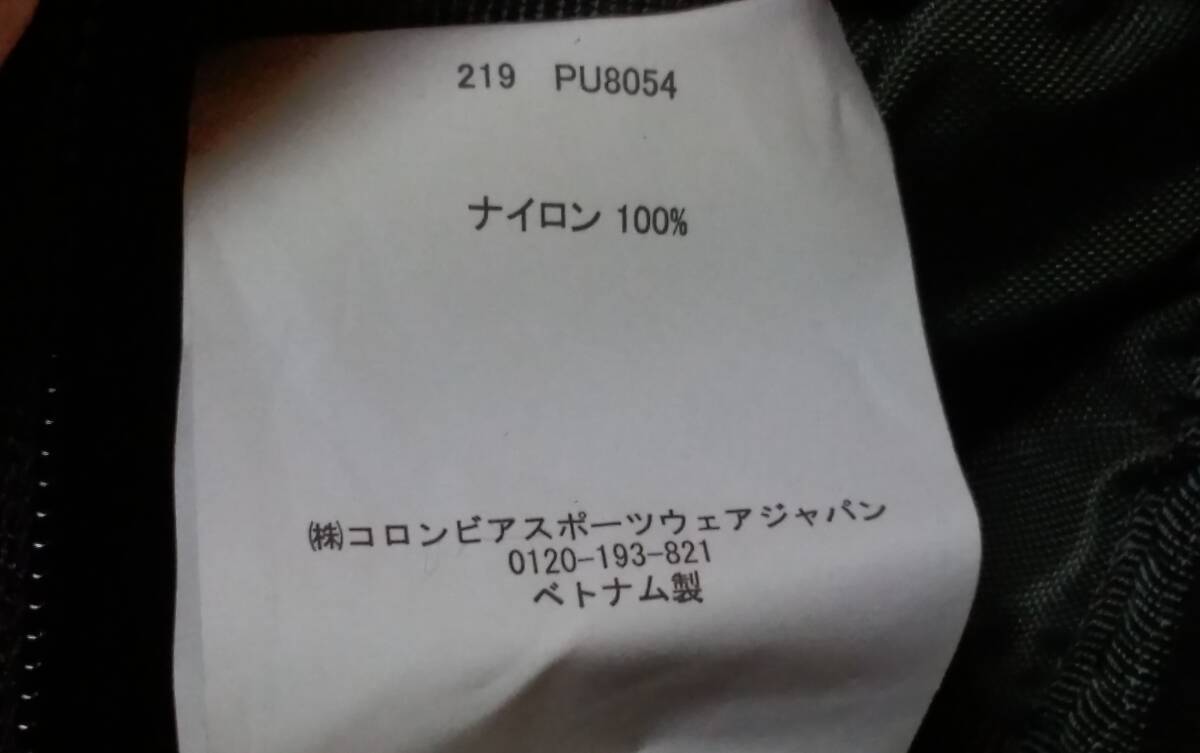 219 PU8054
ナイロン 100%
㈱コロンビアスポーツウェアジャパン
0120-193-821
ベトナム製